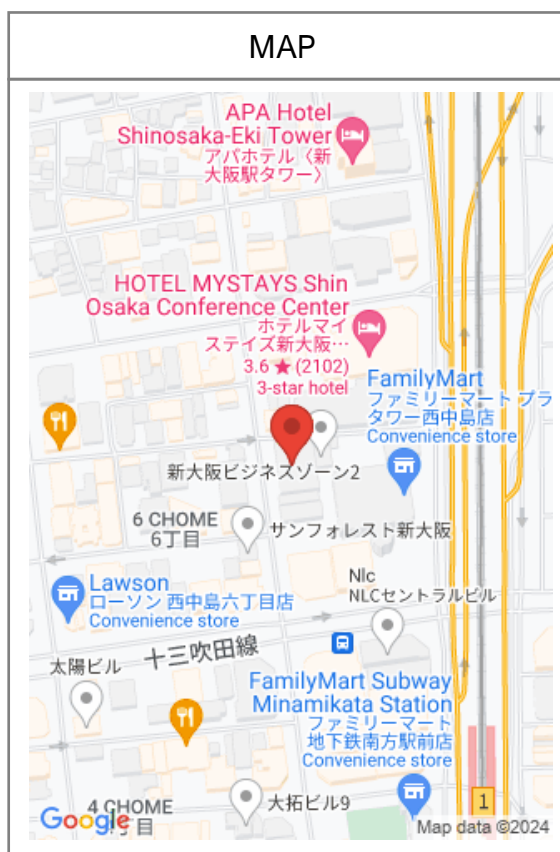 MAP
APA Hotel
Shinosaka-Eki Tower
アパホテル〈新
大阪駅タワー〉
HOTEL MYSTAYS Shin
Osaka Conference Center
ホテルマイ
ステイズ新大阪…
3.6 ★ (2102)
3-star hotel
FamilyMart
ファミリーマート プラ
タワー西中島店
Convenience store
新大阪ビジネスゾーン2
6 CHOME
6丁目
サンフォレスト新大阪
Nlc
NLCセントラルビル
Lawson
ローソン 西中島六丁目店
Convenience store
十三吹田線
太陽ビル
FamilyMart Subway
Minamikata Station
ファミリーマート
地下鉄南方駅前店
Convenience store
大拓ビル9
1
4 CHOME
丁目
Google
Map data ©2024